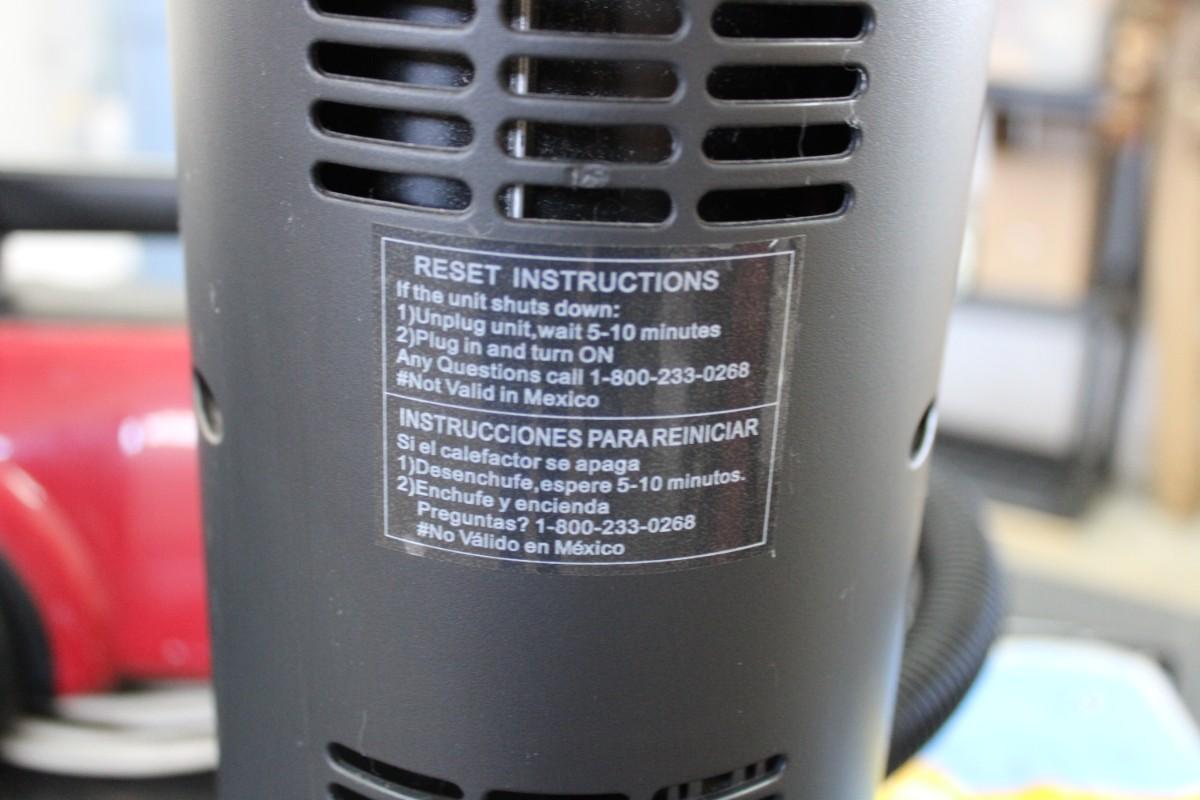 RESET INSTRUCTIONS
If the unit shuts down:
1)Unplug unit,wait 5-10 minutes
2)Plug in and turn ON
Any Questions call 1-800-233-0268
#Not Valid in Mexico
INSTRUCCIONES PARA REINICIAR
Si el calefactor se apaga
1)Desenchufe,espere 5-10 minutos.
2)Enchufe y encienda
Preguntas? 1-800-233-0268
#No Válido en México